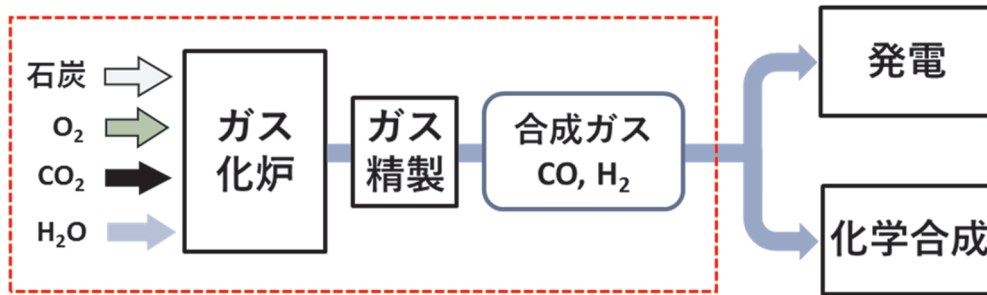 石炭
O₂
CO₂
H₂O
ガス
化炉
ガス
精製
合成ガス
CO, H₂
発電
化学合成